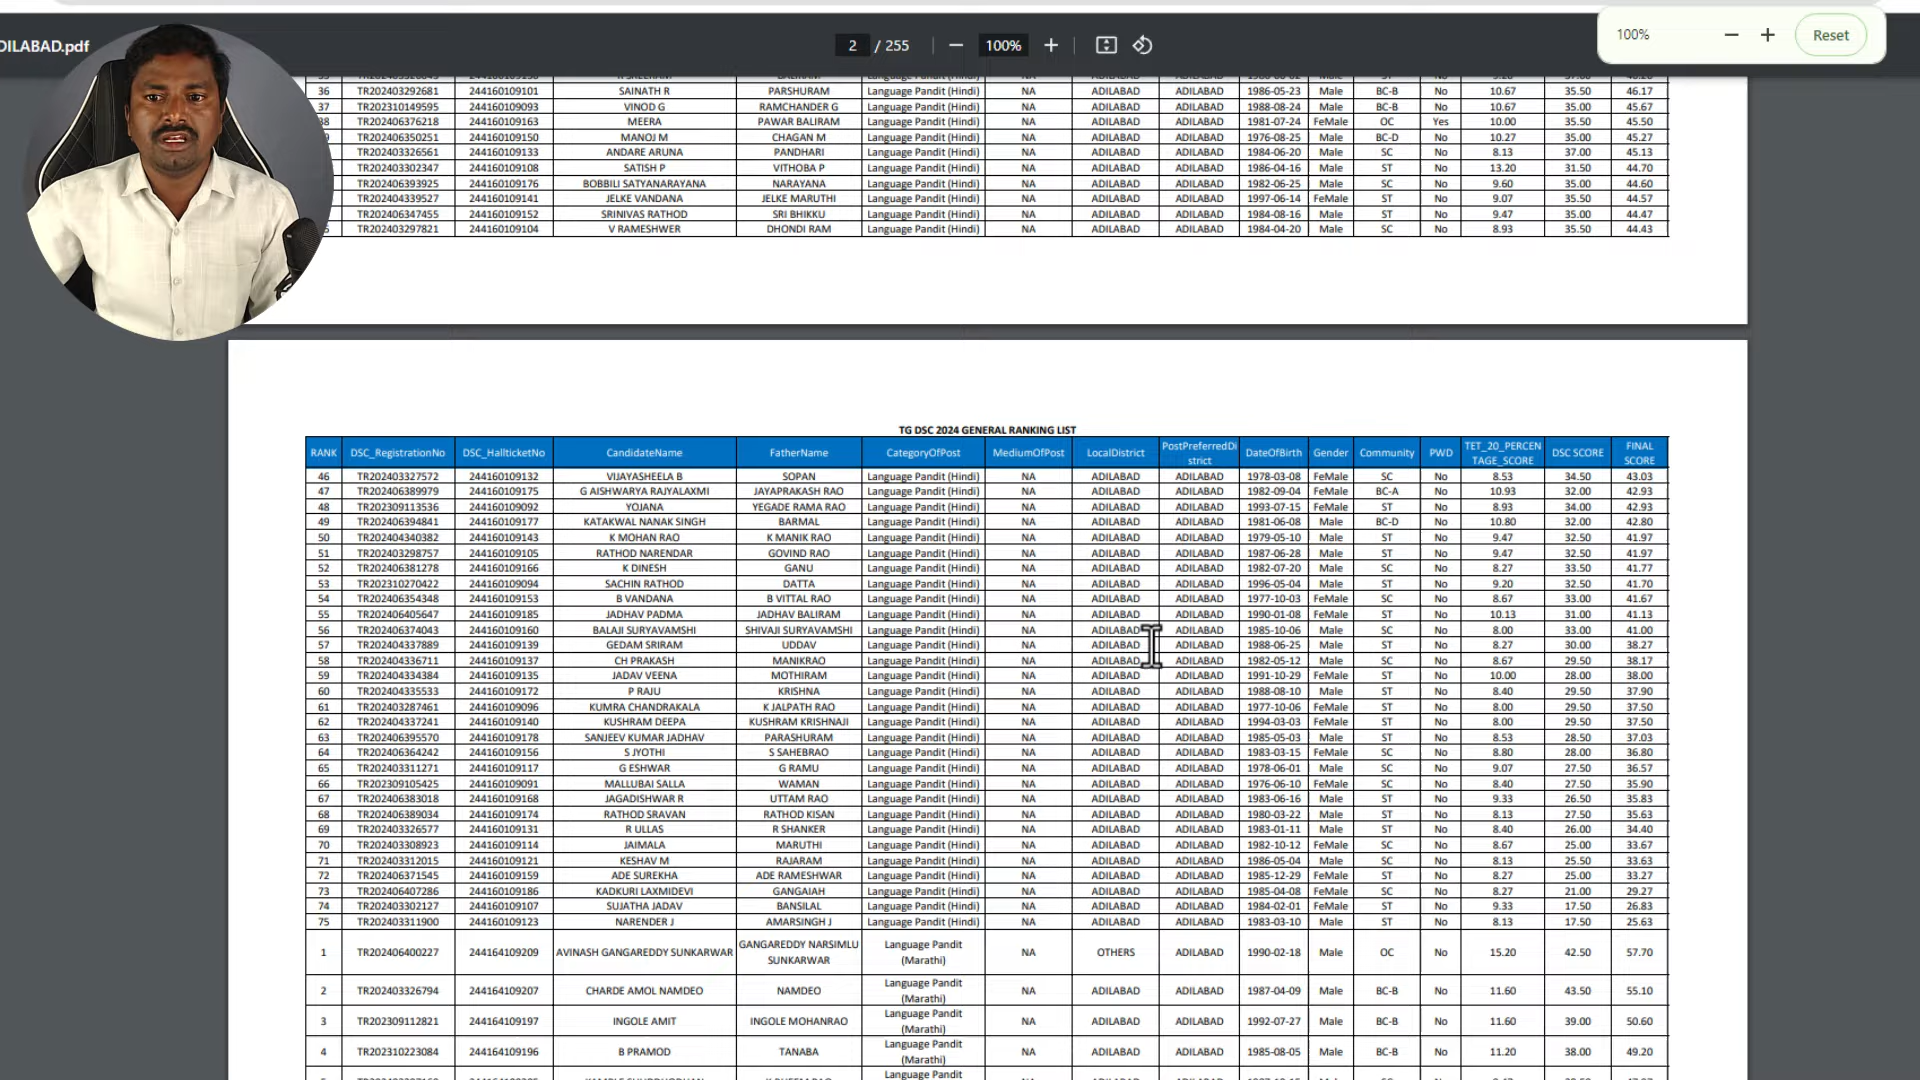 DILABAD.pdf
2 / 255
100%
100%
Reset
36 TR202403292681 244160109101 SAINATH R PARSHURAM Language Pandit (Hindi) NA ADILABAD ADILABAD 1986-05-23 Male BC-B No 10.67 35.50 46.17
37 TR202310149595 244160109093 VINOD G RAMCHANDER G Language Pandit (Hindi) NA ADILABAD ADILABAD 1988-08-24 Male BC-B No 10.67 35.00 45.67
38 TR202406376218 244160109163 MEERA PAWAR BALIRAM Language Pandit (Hindi) NA ADILABAD ADILABAD 1981-07-24 FeMale OC Yes 10.00 35.50 45.50
TR202406350251 244160109150 MANOJ M CHAGAN M Language Pandit (Hindi) NA ADILABAD ADILABAD 1976-08-25 Male BC-D No 10.27 35.00 45.27
TR202403326561 244160109133 ANDARE ARUNA PANDHARI Language Pandit (Hindi) NA ADILABAD ADILABAD 1984-06-20 Male SC No 8.13 37.00 45.13
TR202403302347 244160109108 SATISH P VITHOBA P Language Pandit (Hindi) NA ADILABAD ADILABAD 1986-04-16 Male ST No 13.20 31.50 44.70
TR202406393925 244160109176 BOBBILI SATYANARAYANA NARAYANA Language Pandit (Hindi) NA ADILABAD ADILABAD 1982-06-25 Male SC No 9.60 35.00 44.60
TR202404339527 244160109141 JELKE VANDANA JELKE MARUTHI Language Pandit (Hindi) NA ADILABAD ADILABAD 1997-06-14 FeMale ST No 9.07 35.50 44.57
TR202406347455 244160109152 SRINIVAS RATHOD SRI BHIKKU Language Pandit (Hindi) NA ADILABAD ADILABAD 1984-08-16 Male ST No 9.47 35.00 44.47
TR202403297821 244160109104 V RAMESHWER DHONDI RAM Language Pandit (Hindi) NA ADILABAD ADILABAD 1984-04-20 Male SC No 8.93 35.50 44.43
TG DSC 2024 GENERAL RANKING LIST
RANK DSC_RegistrationNo DSC_HallticketNo CandidateName FatherName CategoryOfPost MediumOfPost LocalDistrict PostPreferredDi strict DateOfBirth Gender Community PWD TET_20_PERCEN TAGE_SCORE DSC SCORE FINAL SCORE
46 TR202403327572 244160109132 VIJAYASHEELA B SOPAN Language Pandit (Hindi) NA ADILABAD ADILABAD 1978-03-08 FeMale SC No 8.53 34.50 43.03
47 TR202406389979 244160109175 G AISHWARYA RAJYALAXMI JAYAPRAKASH RAO Language Pandit (Hindi) NA ADILABAD ADILABAD 1982-09-04 FeMale BC-A No 10.93 32.00 42.93
48 TR202309113536 244160109092 YOJANA YEGADE RAMA RAO Language Pandit (Hindi) NA ADILABAD ADILABAD 1993-07-15 FeMale ST No 8.93 34.00 42.93
49 TR202406394841 244160109177 KATAKWAL NANAK SINGH BARMAL Language Pandit (Hindi) NA ADILABAD ADILABAD 1981-06-08 Male BC-D No 10.80 32.00 42.80
50 TR202404340382 244160109143 K MOHAN RAO K MANIK RAO Language Pandit (Hindi) NA ADILABAD ADILABAD 1979-05-10 Male ST No 9.47 32.50 41.97
51 TR202403298757 244160109105 RATHOD NARENDAR GOVIND RAO Language Pandit (Hindi) NA ADILABAD ADILABAD 1987-06-28 Male ST No 9.47 32.50 41.97
52 TR202406381278 244160109166 K DINESH GANU Language Pandit (Hindi) NA ADILABAD ADILABAD 1982-07-20 Male SC No 8.27 33.50 41.77
53 TR202310270422 244160109094 SACHIN RATHOD DATTA Language Pandit (Hindi) NA ADILABAD ADILABAD 1996-05-04 Male ST No 9.20 32.50 41.70
54 TR202406354348 244160109153 B VANDANA B VITTAL RAO Language Pandit (Hindi) NA ADILABAD ADILABAD 1977-10-03 FeMale SC No 8.67 33.00 41.67
55 TR202406405647 244160109185 JADHAV PADMA JADHAV BALIRAM Language Pandit (Hindi) NA ADILABAD ADILABAD 1990-01-08 FeMale ST No 10.13 31.00 41.13
56 TR202406374043 244160109160 BALAJI SURYAVAMSHI SHIVAJI SURYAVAMSHI Language Pandit (Hindi) NA ADILABAD ADILABAD 1985-10-06 Male SC No 8.00 33.00 41.00
57 TR202404337889 244160109139 GEDAM SRIRAM UDDAV Language Pandit (Hindi) NA ADILABAD ADILABAD 1988-06-25 Male ST No 8.27 30.00 38.27
58 TR202404336711 244160109137 CH PRAKASH MANIKRAO Language Pandit (Hindi) NA ADILABAD ADILABAD 1982-05-12 Male SC No 8.67 29.50 38.17
59 TR202404334384 244160109135 JADAV VEENA MOTHIRAM Language Pandit (Hindi) NA ADILABAD ADILABAD 1991-10-29 FeMale ST No 10.00 28.00 38.00
60 TR202404335533 244160109172 P RAJU KRISHNA Language Pandit (Hindi) NA ADILABAD ADILABAD 1988-08-10 Male ST No 8.40 29.50 37.90
61 TR202403287461 244160109096 KUMRA CHANDRAKALA K JALPATH RAO Language Pandit (Hindi) NA ADILABAD ADILABAD 1977-10-06 FeMale ST No 8.00 29.50 37.50
62 TR202404337241 244160109140 KUSHRAM DEEPA KUSHRAM KRISHNAJI Language Pandit (Hindi) NA ADILABAD ADILABAD 1994-03-03 FeMale ST No 8.00 29.50 37.50
63 TR202406395570 244160109178 SANJEEV KUMAR JADHAV PARASHURAM Language Pandit (Hindi) NA ADILABAD ADILABAD 1985-05-03 Male ST No 8.53 28.50 37.03
64 TR202406364242 244160109156 S JYOTHI S SAHEBRAO Language Pandit (Hindi) NA ADILABAD ADILABAD 1983-03-15 FeMale SC No 8.80 28.00 36.80
65 TR202403311271 244160109117 G ESHWAR G RAMU Language Pandit (Hindi) NA ADILABAD ADILABAD 1978-06-01 Male SC No 9.07 27.50 36.57
66 TR202309105425 244160109091 MALLUBAI SALLA WAMAN Language Pandit (Hindi) NA ADILABAD ADILABAD 1976-06-10 FeMale SC No 8.40 27.50 35.90
67 TR202406383018 244160109168 JAGADISHWAR R UTTAM RAO Language Pandit (Hindi) NA ADILABAD ADILABAD 1983-06-16 Male ST No 9.33 26.50 35.83
68 TR202406389034 244160109174 RATHOD SRAVAN RATHOD KISAN Language Pandit (Hindi) NA ADILABAD ADILABAD 1980-03-22 Male ST No 8.13 27.50 35.63
69 TR202403326577 244160109131 R ULLAS R SHANKER Language Pandit (Hindi) NA ADILABAD ADILABAD 1983-01-11 Male ST No 8.40 26.00 34.40
70 TR202403308923 244160109114 JAIMALA MARUTHI Language Pandit (Hindi) NA ADILABAD ADILABAD 1982-10-12 FeMale SC No 8.67 25.00 33.67
71 TR202403312015 244160109121 KESHAV M RAJARAM Language Pandit (Hindi) NA ADILABAD ADILABAD 1986-05-04 Male SC No 8.13 25.50 33.63
72 TR202406371545 244160109159 ADE SUREKHA ADE RAMESHWAR Language Pandit (Hindi) NA ADILABAD ADILABAD 1985-12-29 FeMale ST No 8.27 25.00 33.27
73 TR202406407286 244160109186 KADKURI LAXMIDEVI GANGAIAH Language Pandit (Hindi) NA ADILABAD ADILABAD 1985-04-08 FeMale SC No 8.27 21.00 29.27
74 TR202403302127 244160109107 SUJATHA JADAV BANSILAL Language Pandit (Hindi) NA ADILABAD ADILABAD 1984-02-01 FeMale ST No 9.33 17.50 26.83
75 TR202403311900 244160109123 NARENDER J AMARSINGH J Language Pandit (Hindi) NA ADILABAD ADILABAD 1983-03-10 Male ST No 8.13 17.50 25.63
1 TR202406400227 244164109209 AVINASH GANGAREDDY SUNKARWAR GANGAREDDY NARSIMLU SUNKARWAR Language Pandit (Marathi) NA OTHERS ADILABAD 1990-02-18 Male OC No 15.20 42.50 57.70
2 TR202403326794 244164109207 CHARDE AMOL NAMDEO NAMDEO Language Pandit (Marathi) NA ADILABAD ADILABAD 1987-04-09 Male BC-B No 11.60 43.50 55.10
3 TR202309112821 244164109197 INGOLE AMIT INGOLE MOHANRAO Language Pandit (Marathi) NA ADILABAD ADILABAD 1992-07-27 Male BC-B No 11.60 39.00 50.60
4 TR202310223084 244164109196 B PRAMOD TANABA Language Pandit (Marathi) NA ADILABAD ADILABAD 1985-08-05 Male BC-B No 11.20 38.00 49.20
Language Pandit